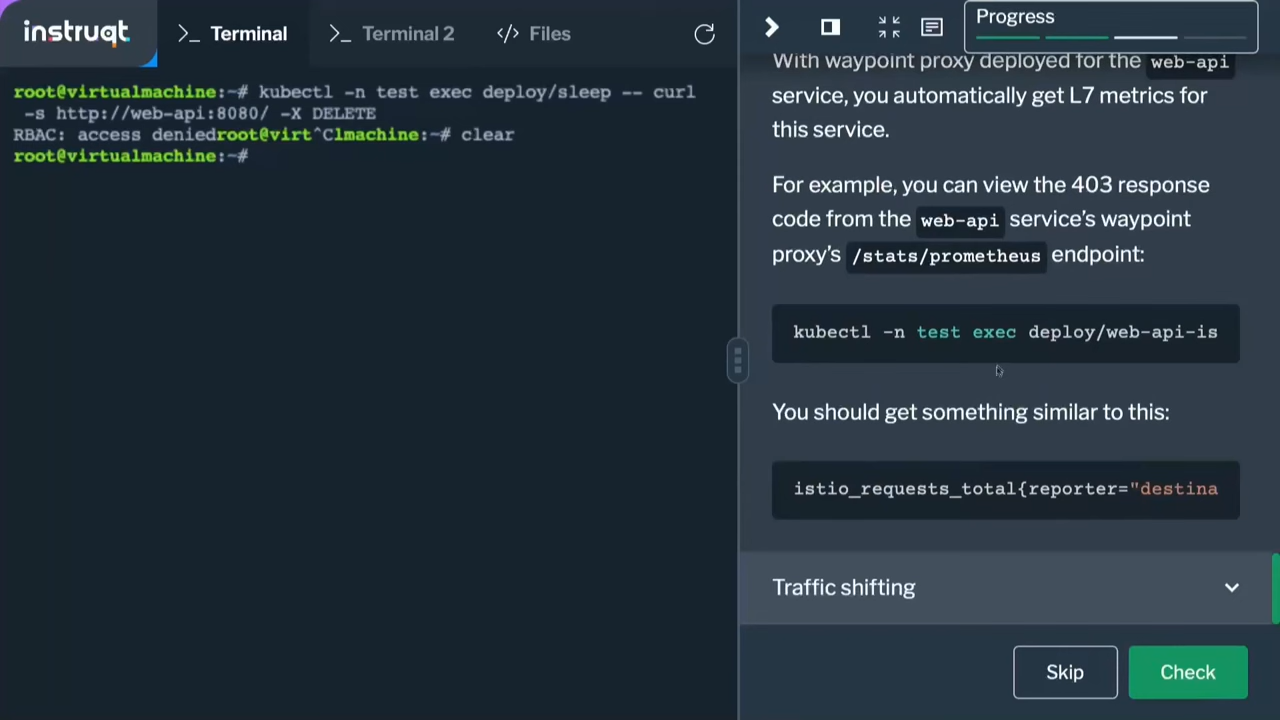 instruqt
>_ Terminal
>_ Terminal 2
</> Files
root@virtualmachine:~# kubectl -n test exec deploy/sleep -- curl
-s http://web-api:8080/ -X DELETE
RBAC: access deniedroot@virt^Clmachine:~# clear
root@virtualmachine:~#
Progress
With waypoint proxy deployed for the web-api
service, you automatically get L7 metrics for
this service.
For example, you can view the 403 response
code from the web-api service’s waypoint
proxy’s /stats/prometheus endpoint:
kubectl -n test exec deploy/web-api-is
You should get something similar to this:
istio_requests_total{reporter="destina
Traffic shifting
Skip
Check